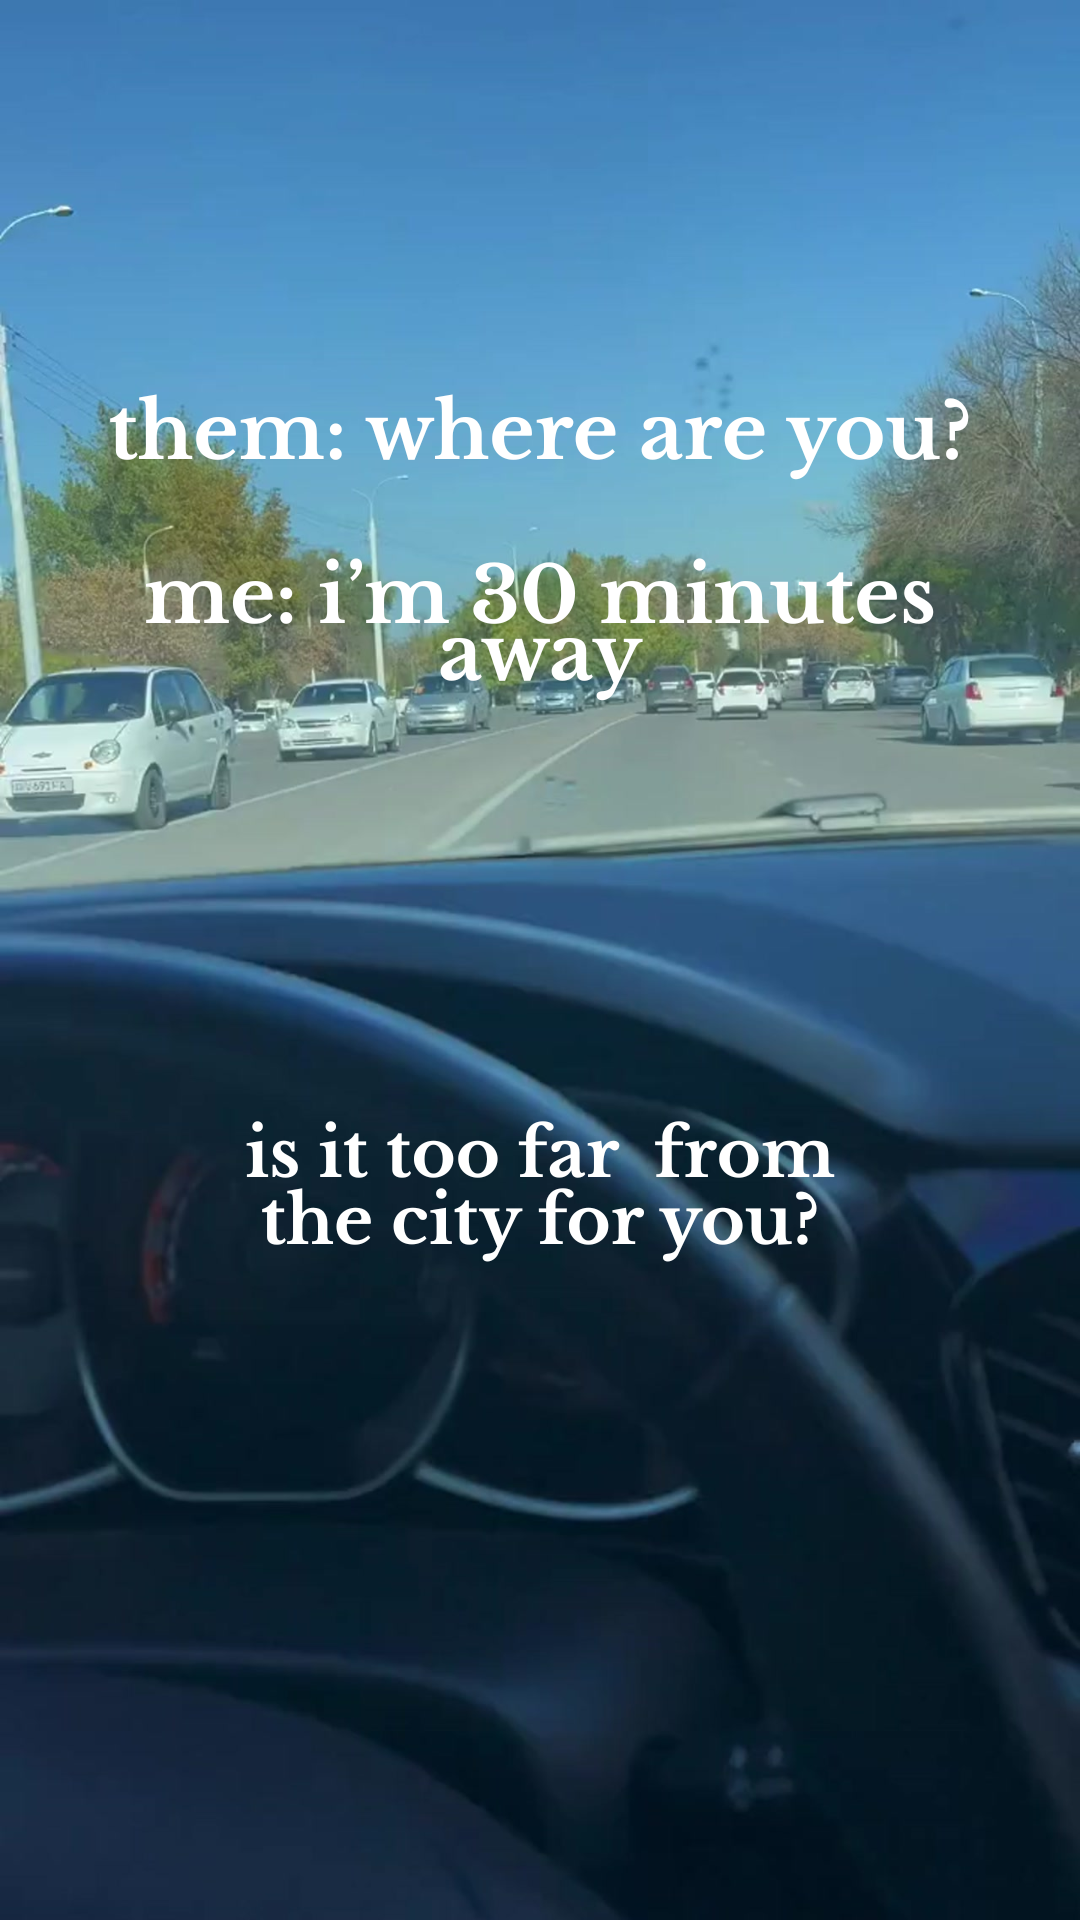 them: where are you?
me: i’m 30 minutes
away
is it too far  from
the city for you?